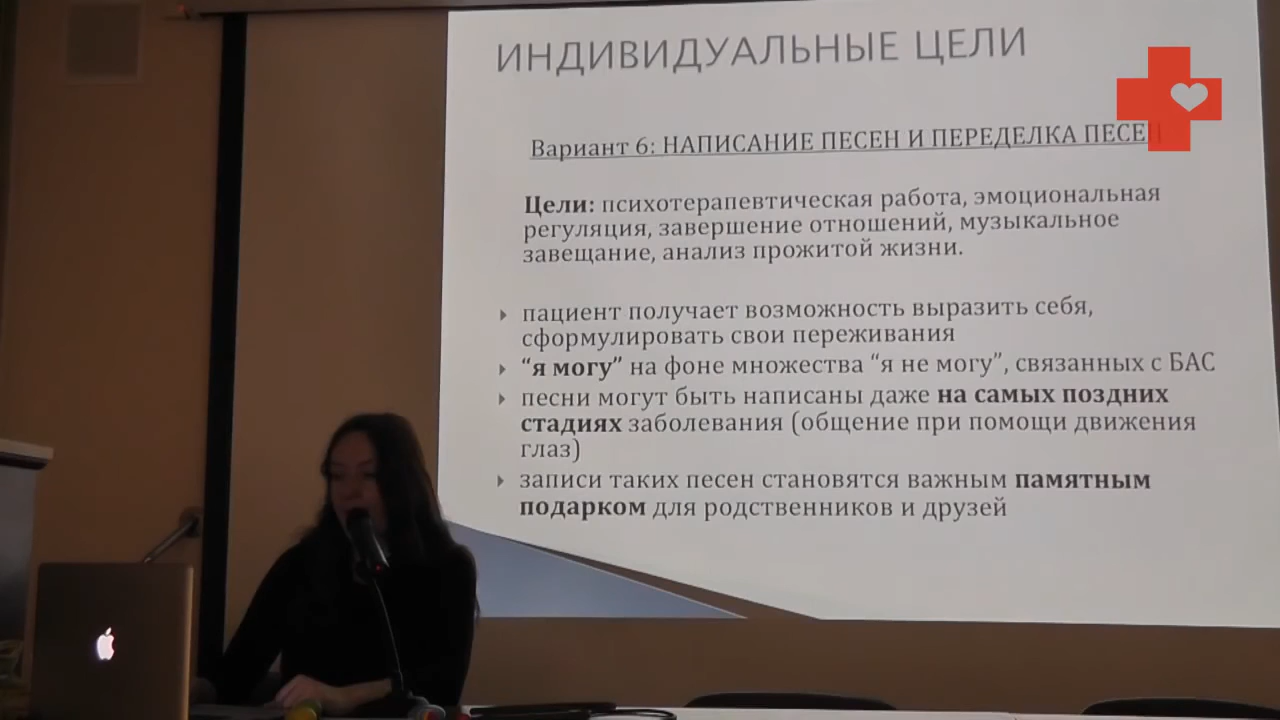 ИНДИВИДУАЛЬНЫЕ ЦЕЛИ
Вариант 6: НАПИСАНИЕ ПЕСЕН И ПЕРЕДЕЛКА ПЕСЕН
Цели: психотерапевтическая работа, эмоциональная
регуляция, завершение отношений, музыкальное
завещание, анализ прожитой жизни.
пациент получает возможность выразить себя,
сформулировать свои переживания
“я могу” на фоне множества “я не могу”, связанных с БАС
песни могут быть написаны даже на самых поздних
стадиях заболевания (общение при помощи движения
глаз)
записи таких песен становятся важным памятным
подарком для родственников и друзей